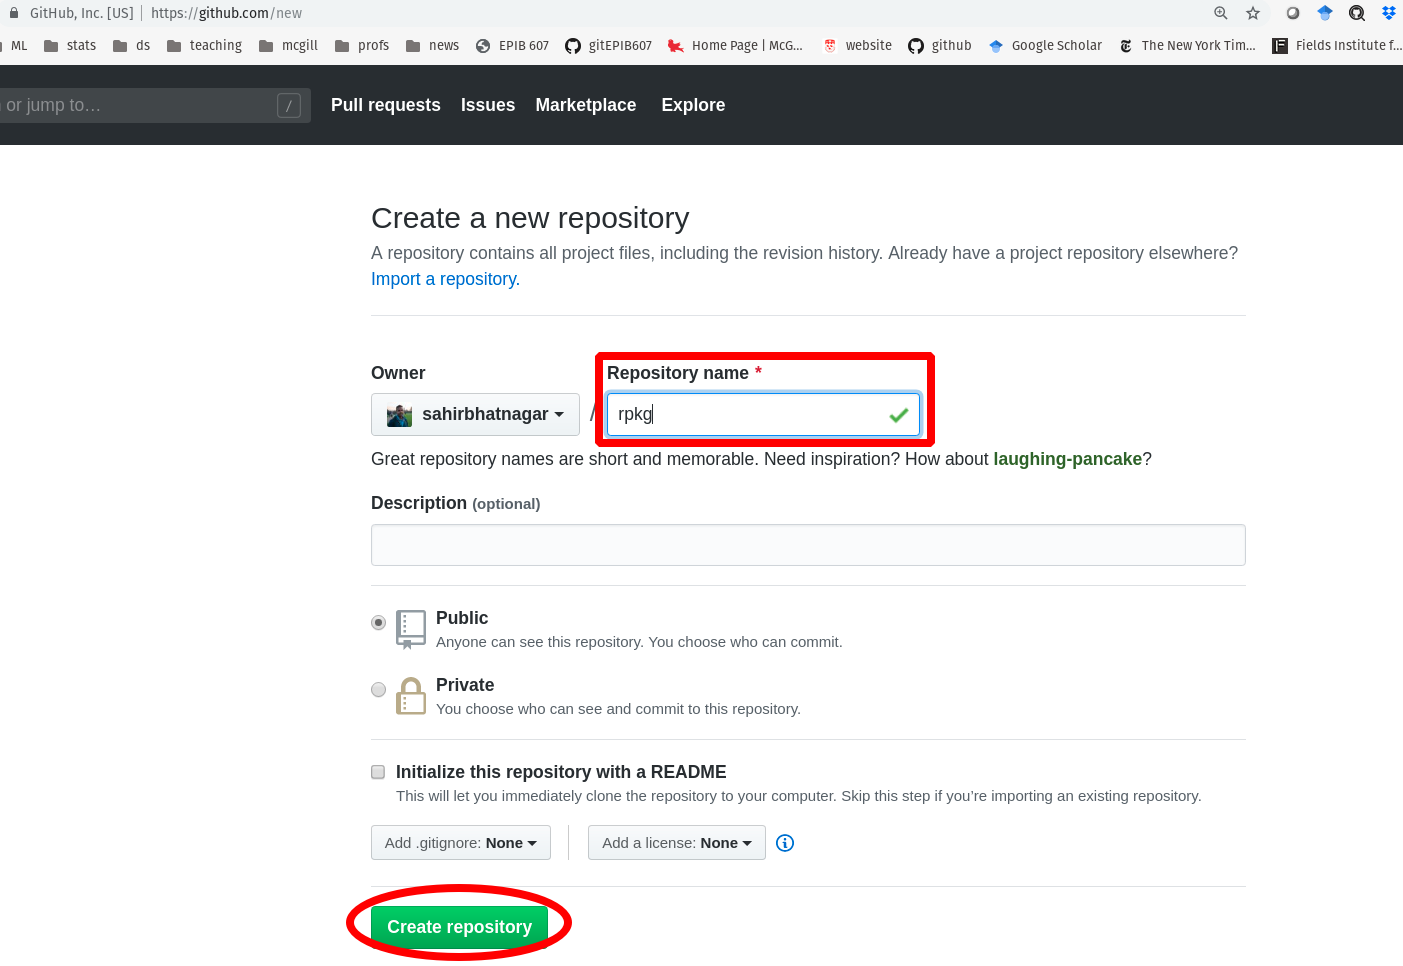 GitHub, Inc. [US] | https://github.com/new
ML stats ds teaching mcgill profs news EPIB 607 gitEPIB607 Home Page | McG... website github Google Scholar The New York Tim... Fields Institute f...
or jump to... / Pull requests Issues Marketplace Explore
Create a new repository
A repository contains all project files, including the revision history. Already have a project repository elsewhere?
Import a repository.
Owner Repository name *
sahirbhatnagar / rpkg
Great repository names are short and memorable. Need inspiration? How about laughing-pancake?
Description (optional)
Public
Anyone can see this repository. You choose who can commit.
Private
You choose who can see and commit to this repository.
Initialize this repository with a README
This will let you immediately clone the repository to your computer. Skip this step if you’re importing an existing repository.
Add .gitignore: None Add a license: None
Create repository